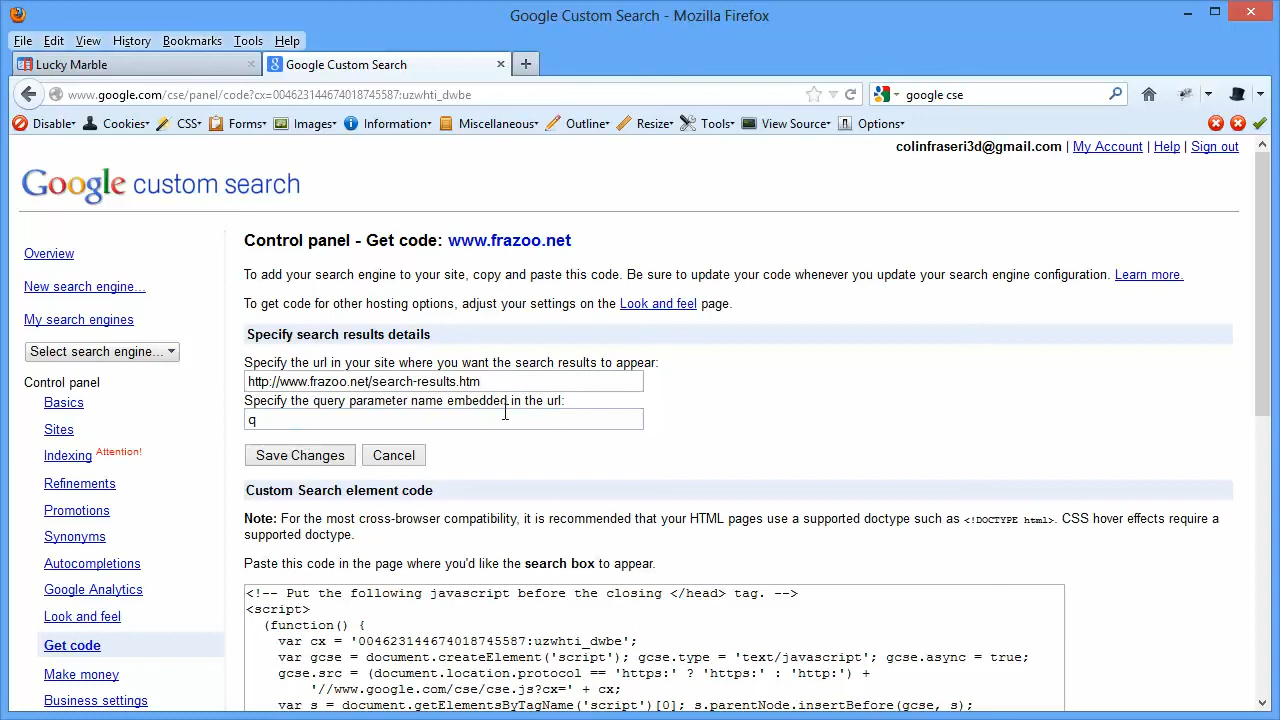 Google Custom Search - Mozilla Firefox
File Edit View History Bookmarks Tools Help
Lucky Marble
Google Custom Search
www.google.com/cse/panel/code?cx=004623144674018745587:uzwhti_dwbe
google cse
Disable Cookies CSS Forms Images Information Miscellaneous Outline Resize Tools View Source Options
colinfraseri3d@gmail.com | My Account | Help | Sign out
Google custom search
Overview
New search engine...
My search engines
Select search engine...
Control panel
Basics
Sites
Indexing Attention!
Refinements
Promotions
Synonyms
Autocompletions
Google Analytics
Look and feel
Get code
Make money
Business settings
Control panel - Get code: www.frazoo.net
To add your search engine to your site, copy and paste this code. Be sure to update your code whenever you update your search engine configuration. Learn more.
To get code for other hosting options, adjust your settings on the Look and feel page.
Specify search results details
Specify the url in your site where you want the search results to appear:
http://www.frazoo.net/search-results.htm
Specify the query parameter name embedded in the url:
q
Save Changes Cancel
Custom Search element code
Note: For the most cross-browser compatibility, it is recommended that your HTML pages use a supported doctype such as <!DOCTYPE html>. CSS hover effects require a
supported doctype.
Paste this code in the page where you'd like the search box to appear.
<!-- Put the following javascript before the closing </head> tag. -->
<script>
(function() {
var cx = '004623144674018745587:uzwhti_dwbe';
var gcse = document.createElement('script'); gcse.type = 'text/javascript'; gcse.async = true;
gcse.src = (document.location.protocol == 'https:' ? 'https:' : 'http:') +
'//www.google.com/cse/cse.js?cx=' + cx;
var s = document.getElementsByTagName('script')[0]; s.parentNode.insertBefore(gcse, s);